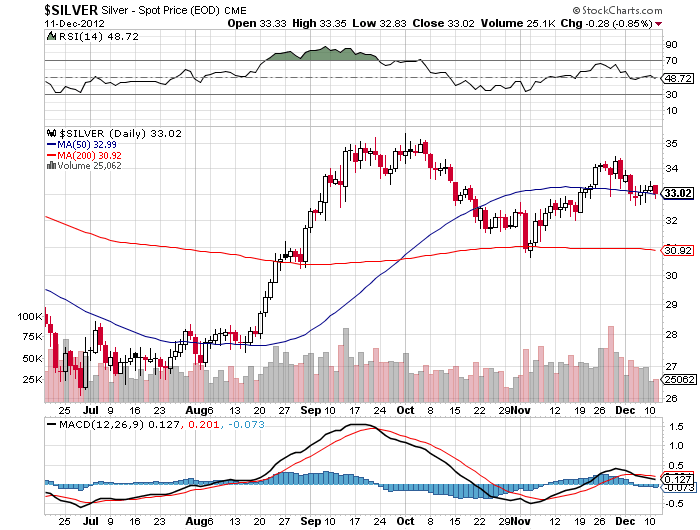 $SILVER Silver - Spot Price (EOD) CME
© StockCharts.com
11-Dec-2012
Open 33.33 High 33.35 Low 32.83 Close 33.02 Volume 25.1K Chg -0.28 (-0.85%)
RSI(14) 48.72
90
70
48.72
30
10
$SILVER (Daily) 33.02
MA(50) 32.99
MA(200) 30.92
Volume 25,062
35
34
33.02
32
31
30.92
30
29
28
27
26
100K
75K
50K
25K
25062
25 Jul 9 16 23 Aug 6 13 20 27 Sep 10 17 24 Oct 8 15 22 29 Nov 12 19 26 Dec 10
MACD(12,26,9) 0.127, 0.201, -0.073
1.5
1.0
0.5
0.127
-0.073
-0.5
25 Jul 9 16 23 Aug 6 13 20 27 Sep 10 17 24 Oct 8 15 22 29 Nov 12 19 26 Dec 10